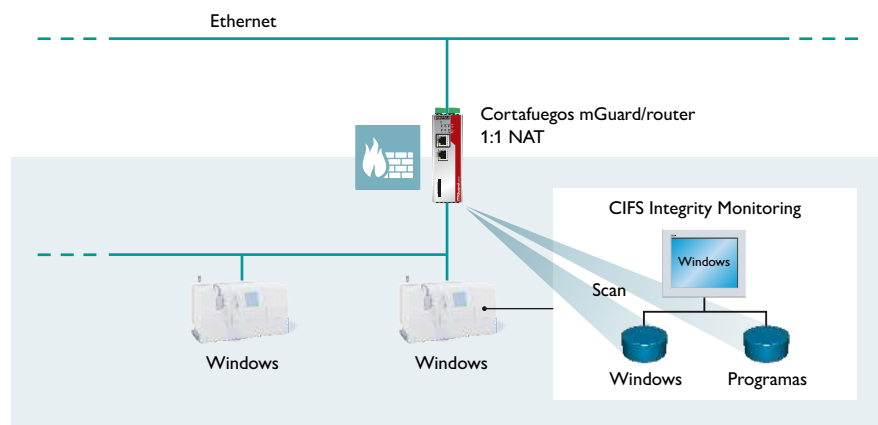 Ethernet
Cortafuegos mGuard/router
1:1 NAT
CIFS Integrity Monitoring
Windows
Scan
Windows
Windows
Windows
Programas